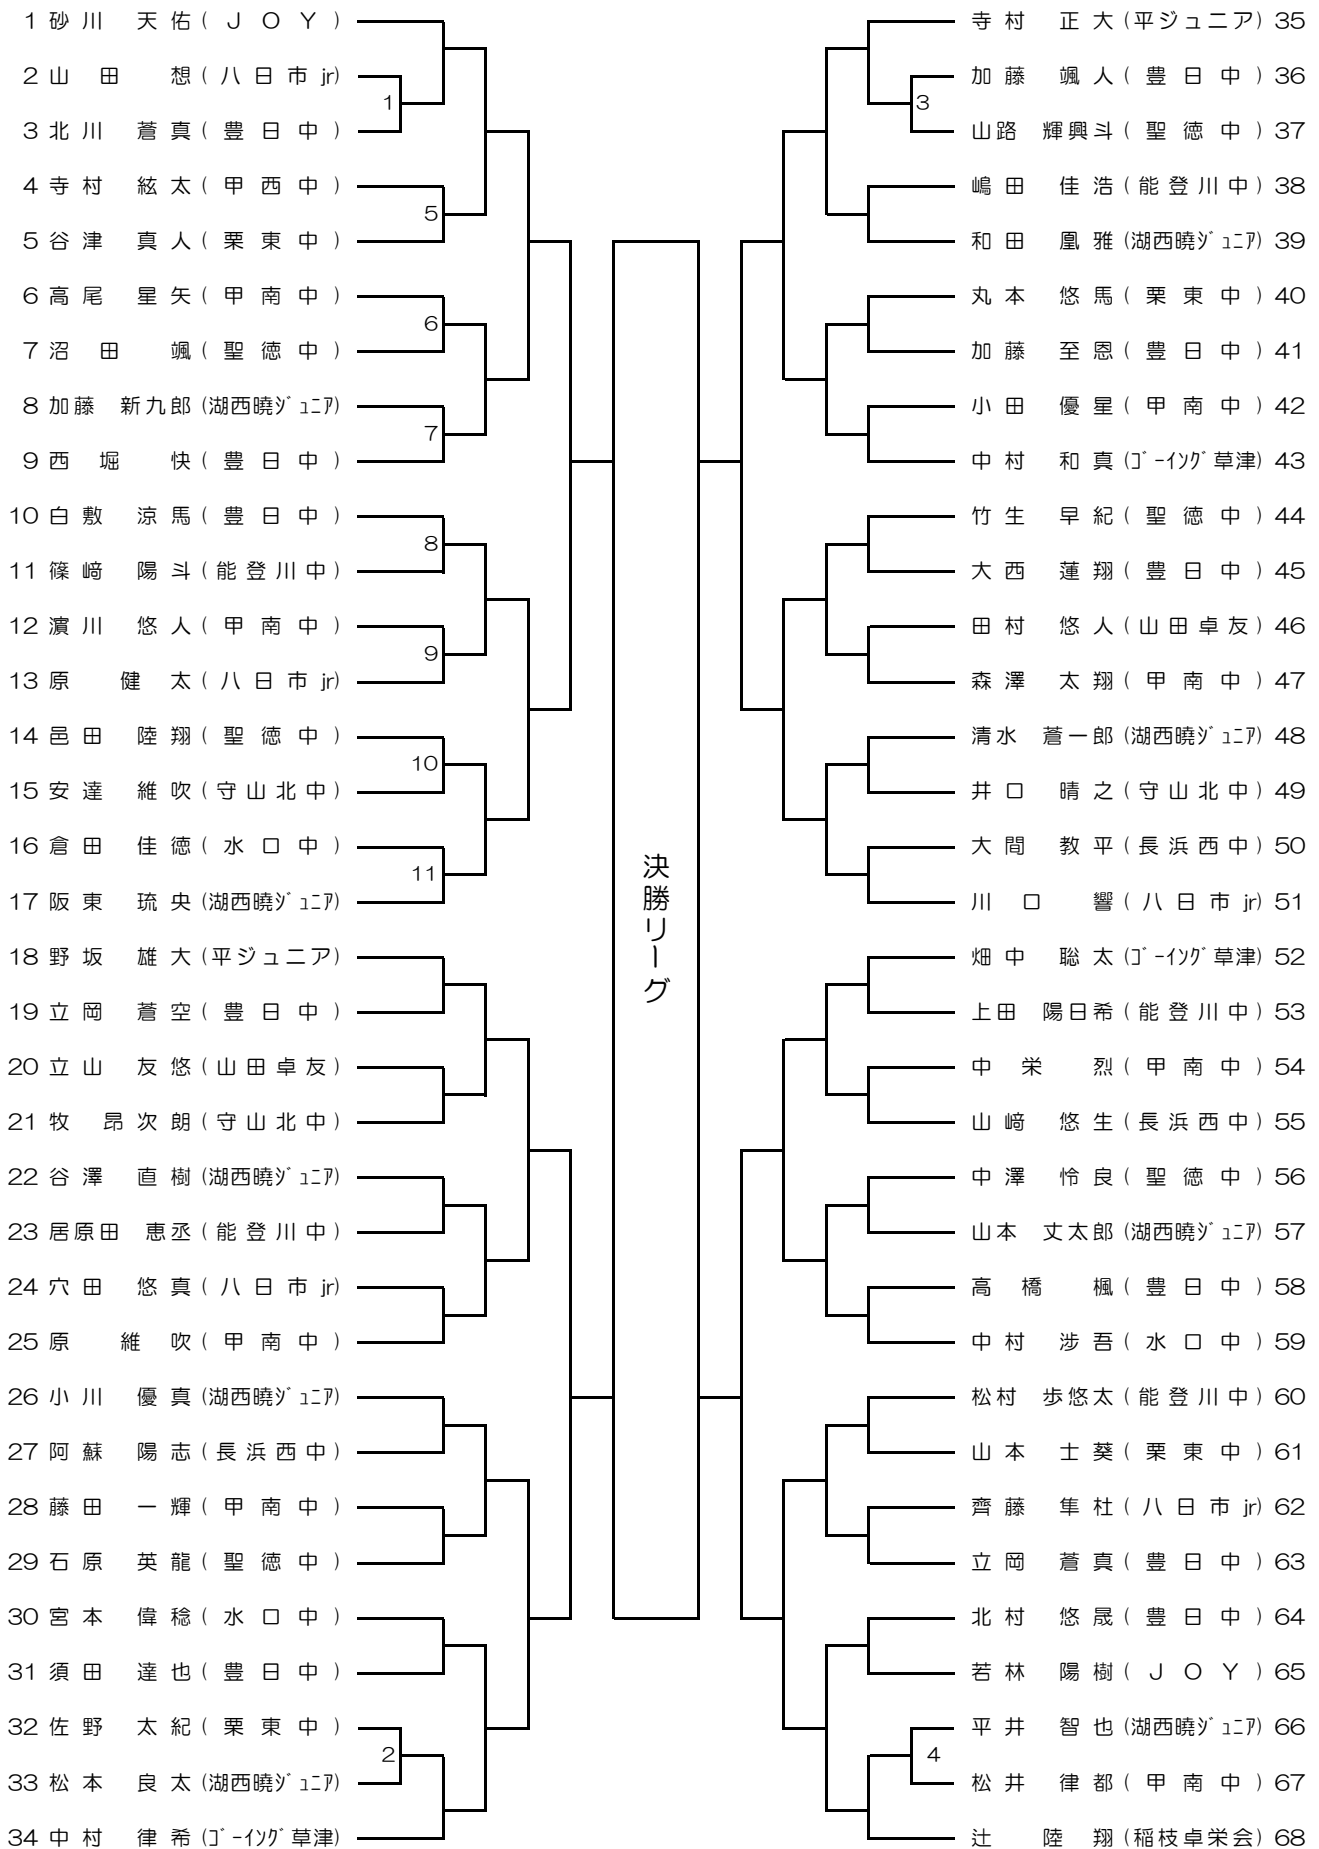 1 砂川 天佑 (JOY)
2 山田 想 (八日市jr)
1
3 北川 蒼真 (豊日中)
4 寺村 絃太 (甲西中)
5
5 谷津 真人 (栗東中)
6 高尾 星矢 (甲南中)
6
7 沼田 颯 (聖徳中)
8 加藤 新九郎 (湖西曉ジュニア)
7
9 西堀 快 (豊日中)
10 白敷 涼馬 (豊日中)
8
11 篠﨑 陽斗 (能登川中)
12 濵川 悠人 (甲南中)
9
13 原 健太 (八日市jr)
14 邑田 陸翔 (聖徳中)
10
15 安達 維吹 (守山北中)
16 倉田 佳徳 (水口中)
11
17 阪東 琉央 (湖西曉ジュニア)
18 野坂 雄大 (平ジュニア)
19 立岡 蒼空 (豊日中)
20 立山 友悠 (山田卓友)
21 牧 昂次朗 (守山北中)
22 谷澤 直樹 (湖西曉ジュニア)
23 居原田 恵丞 (能登川中)
24 穴田 悠真 (八日市jr)
25 原 維吹 (甲南中)
26 小川 優真 (湖西曉ジュニア)
27 阿蘇 陽志 (長浜西中)
28 藤田 一輝 (甲南中)
29 石原 英龍 (聖徳中)
30 宮本 偉稔 (水口中)
31 須田 達也 (豊日中)
32 佐野 太紀 (栗東中)
2
33 松本 良太 (湖西曉ジュニア)
34 中村 律希 (ゴーイング草津)
決勝リーグ
寺村 正大 (平ジュニア) 35
加藤 颯人 (豊日中) 36
3
山路 輝興斗 (聖徳中) 37
嶋田 佳浩 (能登川中) 38
和田 凰雅 (湖西曉ジュニア) 39
丸本 悠馬 (栗東中) 40
加藤 至恩 (豊日中) 41
小田 優星 (甲南中) 42
中村 和真 (ゴーイング草津) 43
竹生 早紀 (聖徳中) 44
大西 蓮翔 (豊日中) 45
田村 悠人 (山田卓友) 46
森澤 太翔 (甲南中) 47
清水 蒼一郎 (湖西曉ジュニア) 48
井口 晴之 (守山北中) 49
大間 教平 (長浜西中) 50
川口 響 (八日市jr) 51
畑中 聡太 (ゴーイング草津) 52
上田 陽日希 (能登川中) 53
中栄 烈 (甲南中) 54
山﨑 悠生 (長浜西中) 55
中澤 怜良 (聖徳中) 56
山本 丈太郎 (湖西曉ジュニア) 57
高橋 楓 (豊日中) 58
中村 渉吾 (水口中) 59
松村 歩悠太 (能登川中) 60
山本 士葵 (栗東中) 61
齊藤 隼杜 (八日市jr) 62
立岡 蒼真 (豊日中) 63
北村 悠晟 (豊日中) 64
若林 陽樹 (JOY) 65
平井 智也 (湖西曉ジュニア) 66
4
松井 律都 (甲南中) 67
辻 陸翔 (稲枝卓栄会) 68